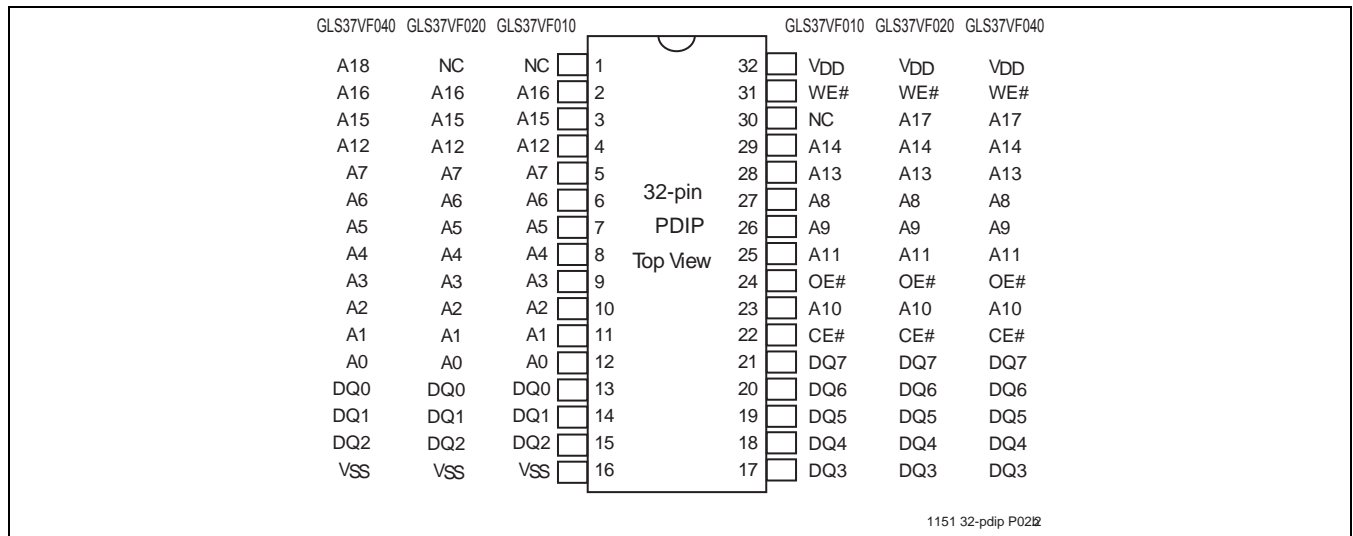 GLS37VF040 GLS37VF020 GLS37VF010 GLS37VF010 GLS37VF020 GLS37VF040
A18 NC NC 1 32 VDD VDD VDD
A16 A16 A16 2 31 WE# WE# WE#
A15 A15 A15 3 30 NC A17 A17
A12 A12 A12 4 29 A14 A14 A14
A7 A7 A7 5 28 A13 A13 A13
A6 A6 A6 6 32-pin 27 A8 A8 A8
A5 A5 A5 7 PDIP 26 A9 A9 A9
A4 A4 A4 8 Top View 25 A11 A11 A11
A3 A3 A3 9 24 OE# OE# OE#
A2 A2 A2 10 23 A10 A10 A10
A1 A1 A1 11 22 CE# CE# CE#
A0 A0 A0 12 21 DQ7 DQ7 DQ7
DQ0 DQ0 DQ0 13 20 DQ6 DQ6 DQ6
DQ1 DQ1 DQ1 14 19 DQ5 DQ5 DQ5
DQ2 DQ2 DQ2 15 18 DQ4 DQ4 DQ4
VSS VSS VSS 16 17 DQ3 DQ3 DQ3
1151 32-pdip